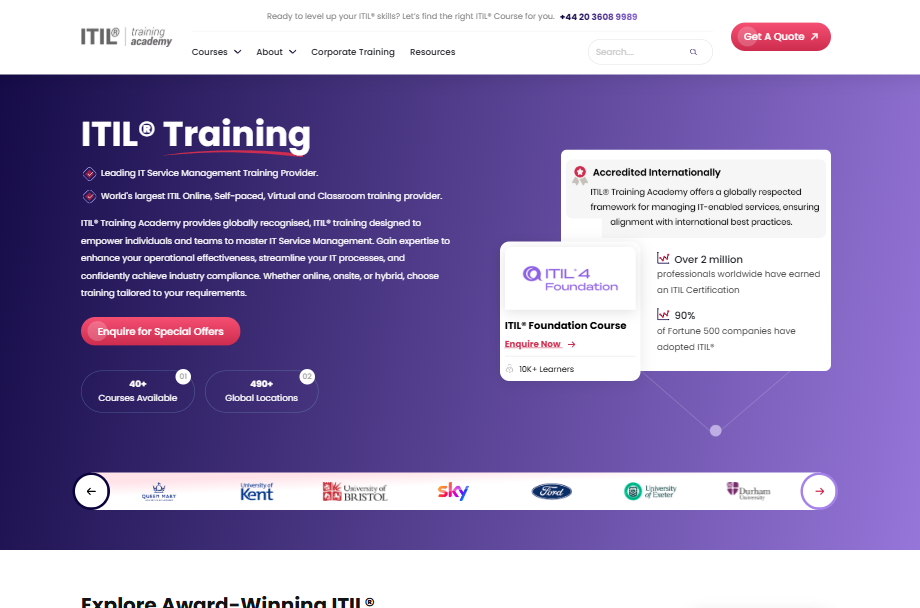 Ready to level up your ITIL® skills? Let's find the right ITIL® Course for you. +44 20 3608 9989
ITIL® training academy
Courses About Corporate Training Resources
Search...
Get A Quote
ITIL® Training
Leading IT Service Management Training Provider.
World's largest ITIL Online, Self-paced, Virtual and Classroom training provider.
ITIL® Training Academy provides globally recognised, ITIL® training designed to
empower individuals and teams to master IT Service Management. Gain expertise to
enhance your operational effectiveness, streamline your IT processes, and
confidently achieve industry compliance. Whether online, onsite, or hybrid, choose
training tailored to your requirements.
Enquire for Special Offers
01
40+
Courses Available
02
490+
Global Locations
Accredited Internationally
ITIL® Training Academy offers a globally respected
framework for managing IT-enabled services, ensuring
alignment with international best practices.
Over 2 million
professionals worldwide have earned
an ITIL Certification
90%
of Fortune 500 companies have
adopted ITIL®
ITIL® 4
Foundation
ITIL® Foundation Course
Enquire Now
10K+ Learners
QUEEN MARY
University of
Kent
University of
BRISTOL
sky
Ford
University
of Exeter
Durham
University
Explore Award-Winning ITIL®